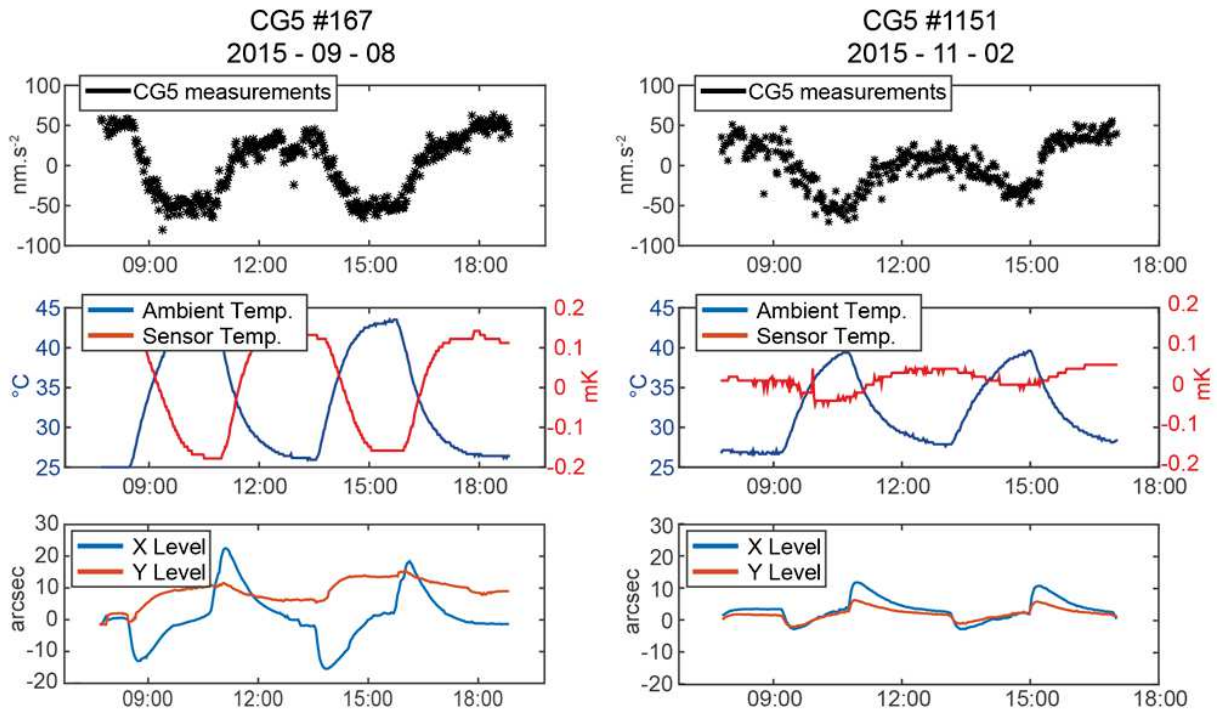 CG5 #167
2015 - 09 - 08
CG5 measurements
100
50
0
-50
-100
nm.s-2
09:00 12:00 15:00 18:00
Ambient Temp.
Sensor Temp.
45
40
35
30
25
°C
0.2
0.1
0
-0.1
-0.2
mK
09:00 12:00 15:00 18:00
X Level
Y Level
30
20
10
0
-10
-20
arcsec
09:00 12:00 15:00 18:00
CG5 #1151
2015 - 11 - 02
CG5 measurements
100
50
0
-50
-100
nm.s-2
09:00 12:00 15:00 18:00
Ambient Temp.
Sensor Temp.
45
40
35
30
25
°C
0.2
0.1
0
-0.1
-0.2
mK
09:00 12:00 15:00 18:00
X Level
Y Level
30
20
10
0
-10
-20
arcsec
09:00 12:00 15:00 18:00